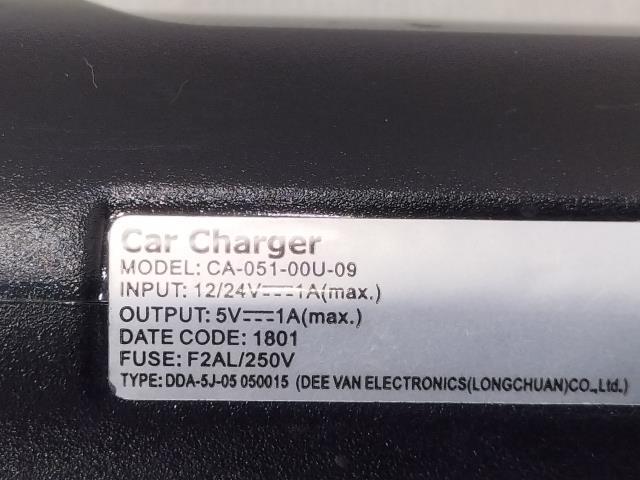 Car Charger
MODEL: CA-051-00U-09
INPUT: 12/24V⎓1A(max.)
OUTPUT: 5V⎓1A(max.)
DATE CODE: 1801
FUSE: F2AL/250V
TYPE: DDA-5J-05 050015 (DEE VAN ELECTRONICS(LONGCHUAN)CO.,Ltd.)